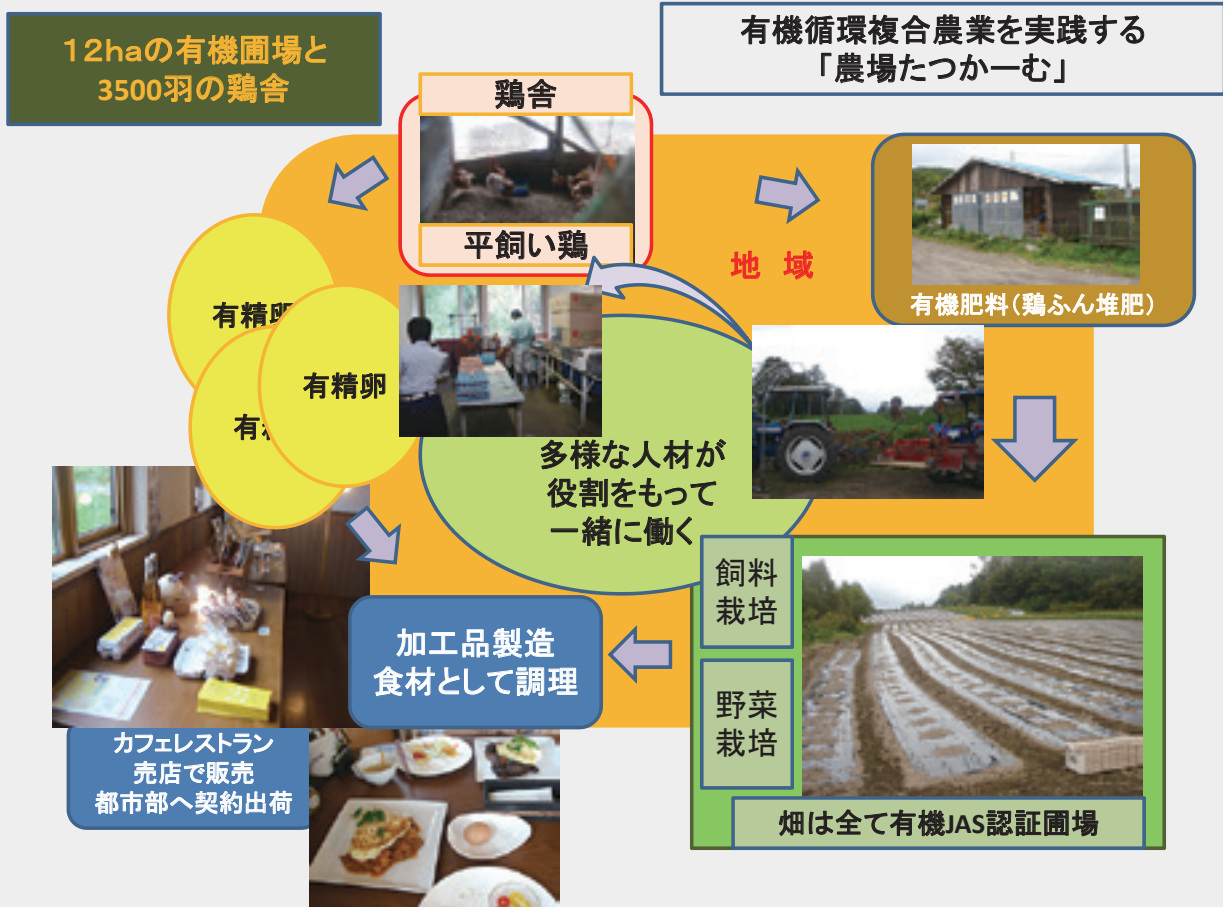 12haの有機圃場と
3500羽の鶏舎
有機循環複合農業を実践する
「農場たつかーむ」
鶏舎
平飼い鶏
地 域
有機肥料(鶏ふん堆肥)
有精卵
有精卵
有
多様な人材が
役割をもって
一緒に働く
飼料
栽培
野菜
栽培
畑は全て有機JAS認証圃場
加工品製造
食材として調理
カフェレストラン
売店で販売
都市部へ契約出荷